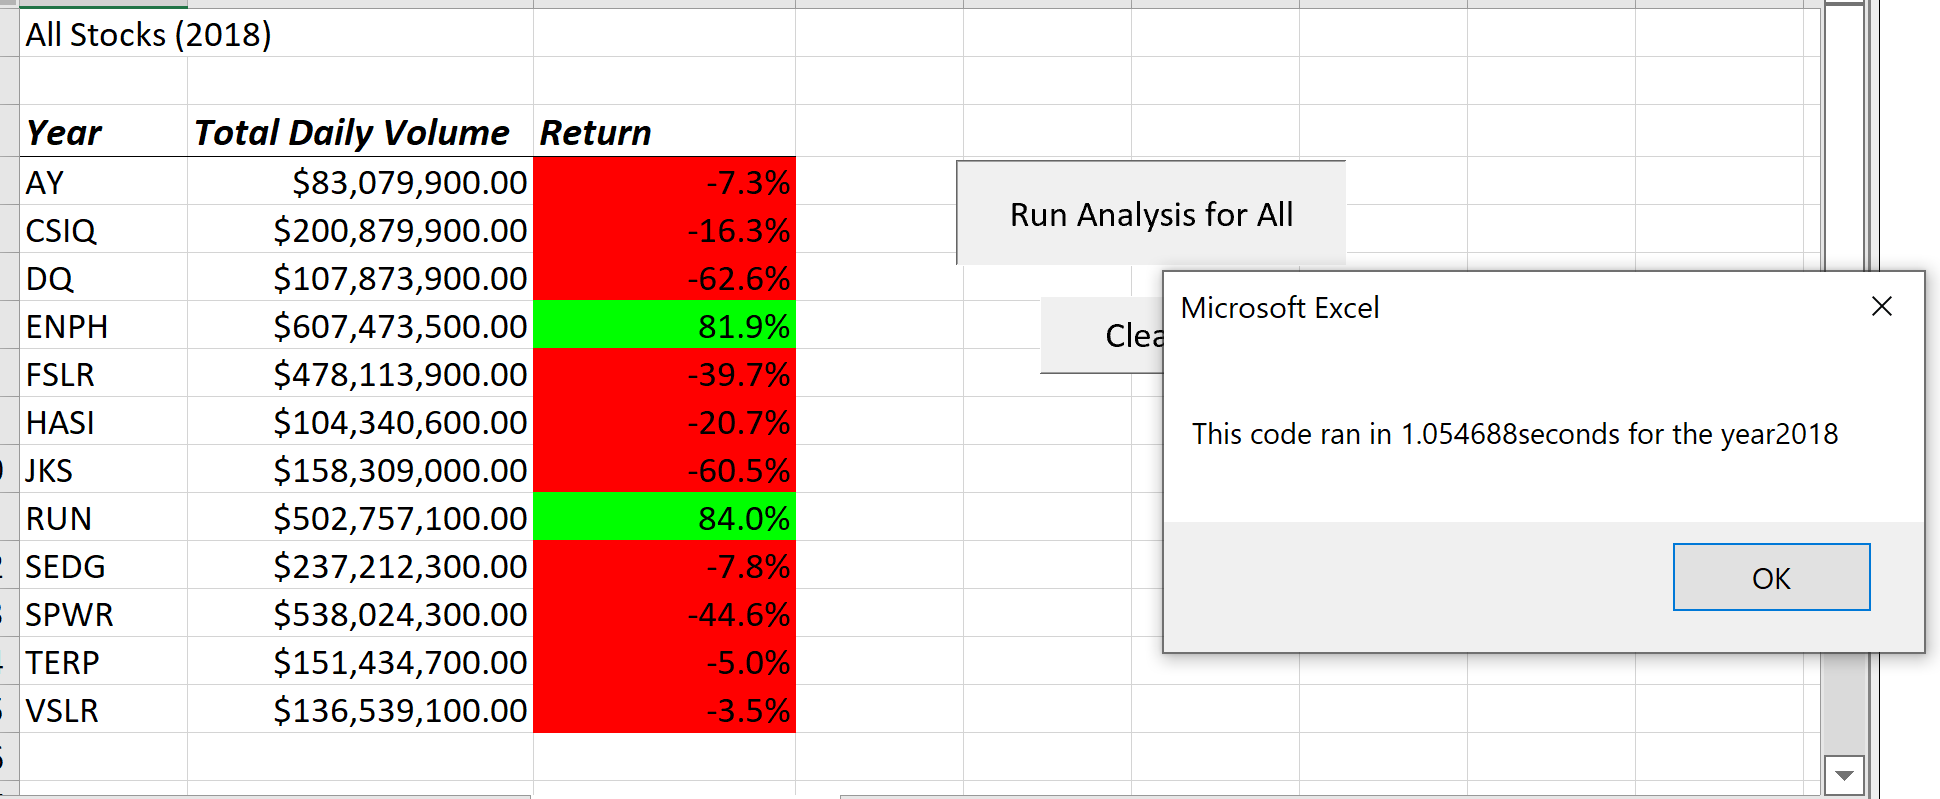 All Stocks (2018)
Year Total Daily Volume Return
AY $83,079,900.00 -7.3%
CSIQ $200,879,900.00 -16.3%
DQ $107,873,900.00 -62.6%
ENPH $607,473,500.00 81.9%
FSLR $478,113,900.00 -39.7%
HASI $104,340,600.00 -20.7%
JKS $158,309,000.00 -60.5%
RUN $502,757,100.00 84.0%
SEDG $237,212,300.00 -7.8%
SPWR $538,024,300.00 -44.6%
TERP $151,434,700.00 -5.0%
VSLR $136,539,100.00 -3.5%
Run Analysis for All
Microsoft Excel
This code ran in 1.054688seconds for the year2018
OK